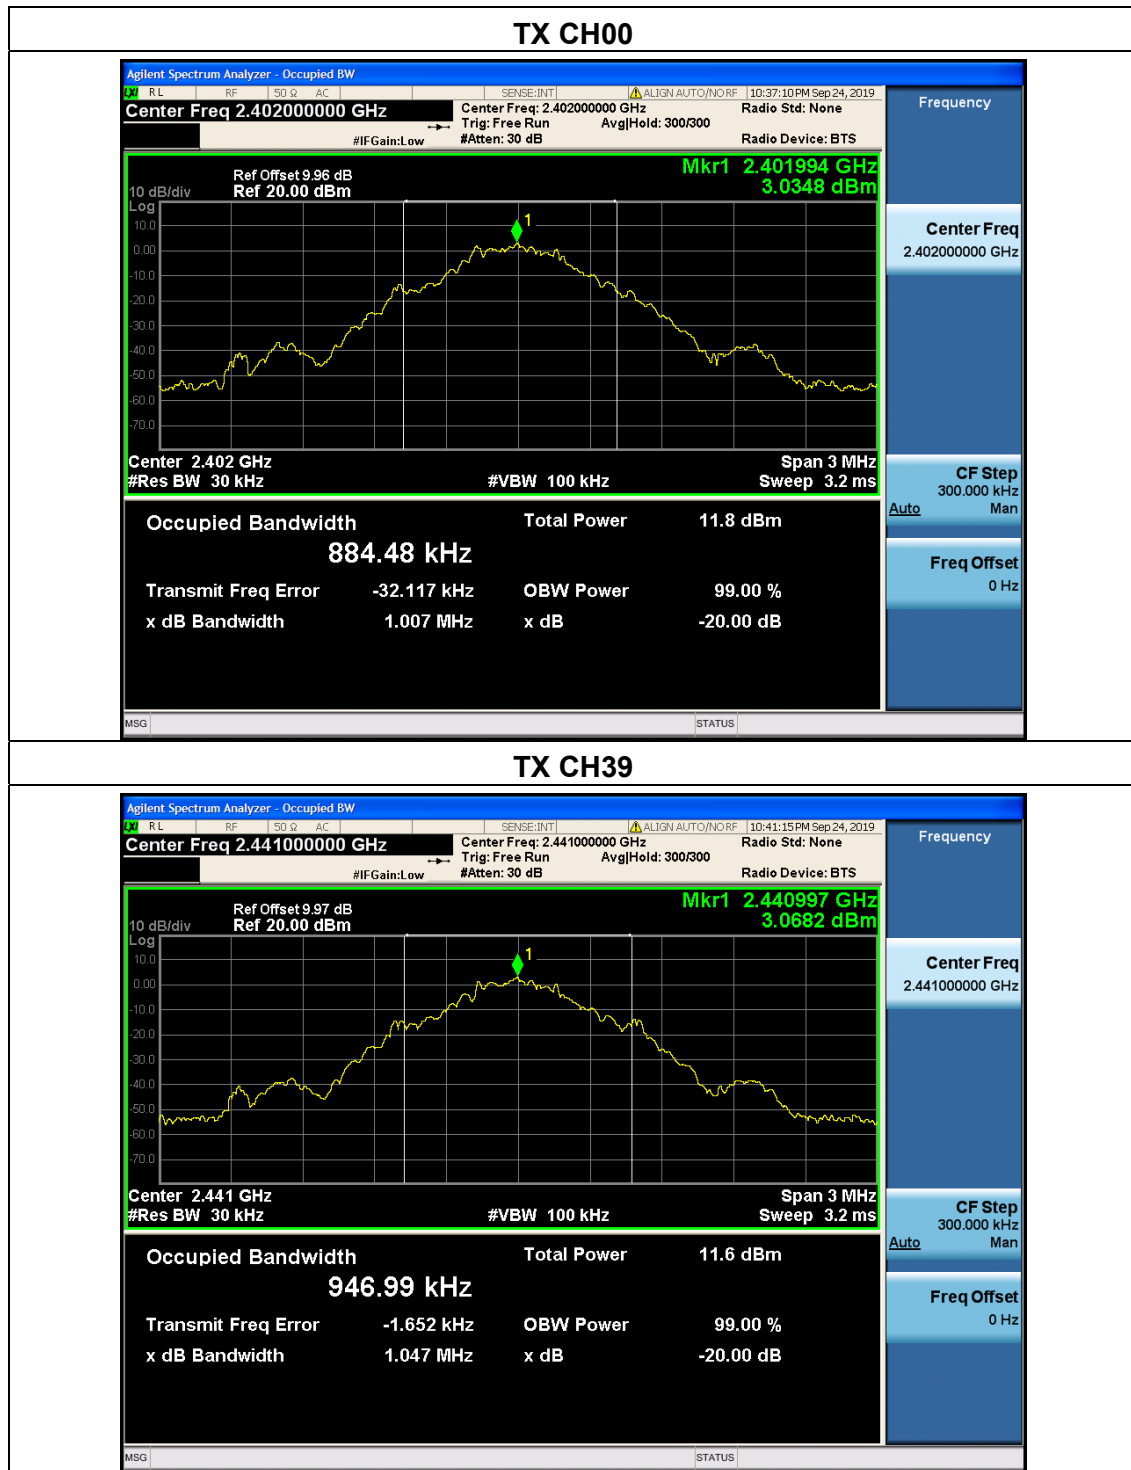 TX CH00
Agilent Spectrum Analyzer - Occupied BW
LXI RL RF 50 Ω AC SENSE:INT ALIGN AUTO/NO RF 10:37:10 PM Sep 24, 2019
Center Freq 2.402000000 GHz
Center Freq: 2.402000000 GHz Radio Std: None
Trig: Free Run Avg|Hold: 300/300
#IFGain:Low #Atten: 30 dB Radio Device: BTS
Frequency
Mkr1 2.401994 GHz
3.0348 dBm
Ref Offset 9.96 dB
10 dB/div Ref 20.00 dBm
Log
10.0
0.00
-10.0
-20.0
-30.0
-40.0
-50.0
-60.0
-70.0
1
Center 2.402 GHz Span 3 MHz
#Res BW 30 kHz #VBW 100 kHz Sweep 3.2 ms
Center Freq
2.402000000 GHz
CF Step
300.000 kHz
Auto Man
Freq Offset
0 Hz
Occupied Bandwidth Total Power 11.8 dBm
884.48 kHz
Transmit Freq Error -32.117 kHz OBW Power 99.00 %
x dB Bandwidth 1.007 MHz x dB -20.00 dB
MSG STATUS
TX CH39
Agilent Spectrum Analyzer - Occupied BW
LXI RL RF 50 Ω AC SENSE:INT ALIGN AUTO/NO RF 10:41:15 PM Sep 24, 2019
Center Freq 2.441000000 GHz
Center Freq: 2.441000000 GHz Radio Std: None
Trig: Free Run Avg|Hold: 300/300
#IFGain:Low #Atten: 30 dB Radio Device: BTS
Frequency
Mkr1 2.440997 GHz
3.0682 dBm
Ref Offset 9.97 dB
10 dB/div Ref 20.00 dBm
Log
10.0
0.00
-10.0
-20.0
-30.0
-40.0
-50.0
-60.0
-70.0
1
Center 2.441 GHz Span 3 MHz
#Res BW 30 kHz #VBW 100 kHz Sweep 3.2 ms
Center Freq
2.441000000 GHz
CF Step
300.000 kHz
Auto Man
Freq Offset
0 Hz
Occupied Bandwidth Total Power 11.6 dBm
946.99 kHz
Transmit Freq Error -1.652 kHz OBW Power 99.00 %
x dB Bandwidth 1.047 MHz x dB -20.00 dB
MSG STATUS